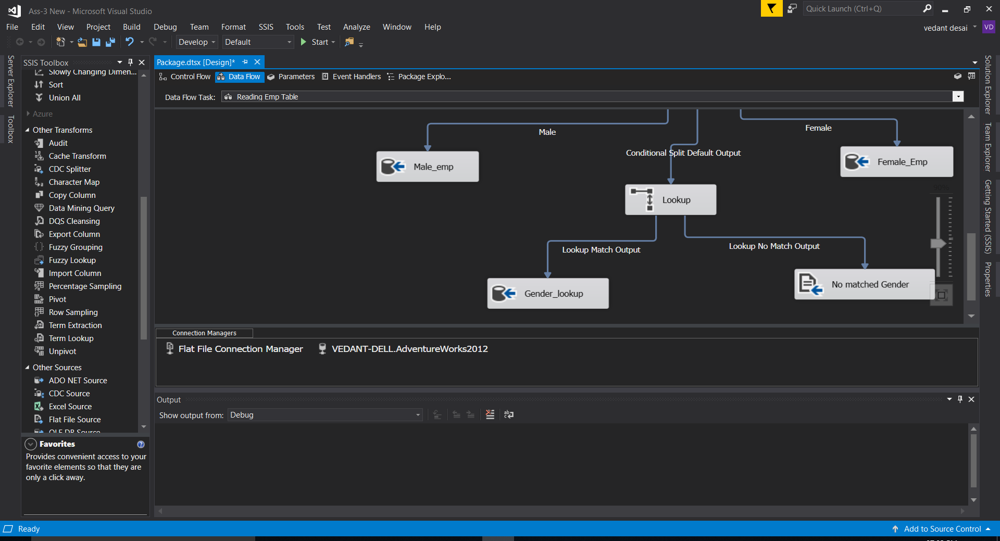 Ass-3 New - Microsoft Visual Studio
Quick Launch (Ctrl+Q)
File Edit View Project Build Debug Team Format SSIS Tools Test Analyze Window Help
vedant desai VD
Develop Default Start
Server Explorer
Toolbox
SSIS Toolbox
Slowly Changing Dimen...
Sort
Union All
Azure
Other Transforms
Audit
Cache Transform
CDC Splitter
Character Map
Copy Column
Data Mining Query
DQS Cleansing
Export Column
Fuzzy Grouping
Fuzzy Lookup
Import Column
Percentage Sampling
Pivot
Row Sampling
Term Extraction
Term Lookup
Unpivot
Other Sources
ADO NET Source
CDC Source
Excel Source
Flat File Source
OLE DB Source
Favorites
Provides convenient access to your
favorite elements so that they are
only a click away.
Package.dtsx [Design]*
Control Flow Data Flow Parameters Event Handlers Package Explo...
Data Flow Task: Reading Emp Table
Male
Female
Conditional Split Default Output
Male_emp
Female_Emp
90%
Lookup
Lookup Match Output
Lookup No Match Output
Gender_lookup
No matched Gender
Connection Managers
Flat File Connection Manager
VEDANT-DELL.AdventureWorks2012
Output
Show output from: Debug
Solution Explorer
Team Explorer
Getting Started (SSIS)
Properties
Ready
Add to Source Control